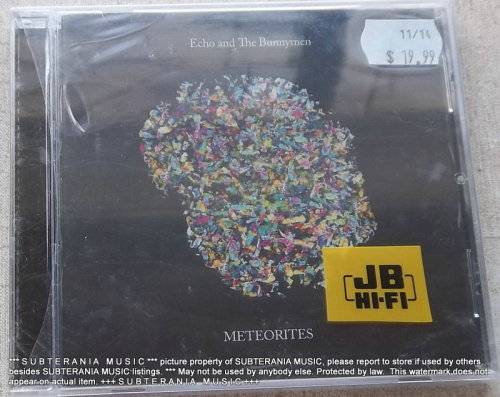 Echo and The Bunnymen
11/14
$ 19.99
JB
HI-FI
METEORITES
*** S U B T E R A N I A   M U S I C *** picture property of SUBTERANIA MUSIC, please report to store if used by others
besides SUBTERANIA MUSIC listings. *** May not be used by anybody else. Protected by law.  This watermark does not
appear on actual item. +++ S U B T E R A N I A   M U S I C +++